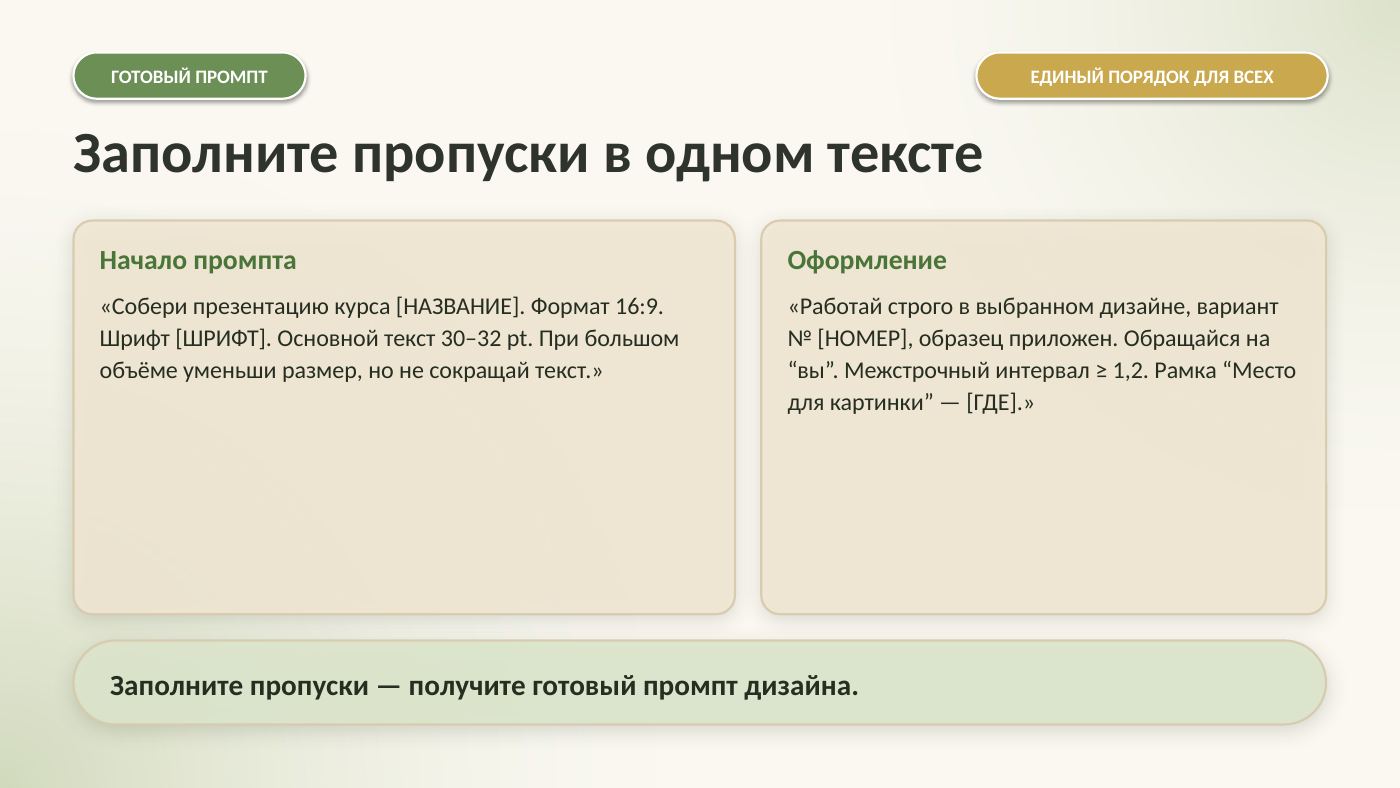 ГОТОВЫЙ ПРОМПТ
ЕДИНЫЙ ПОРЯДОК ДЛЯ ВСЕХ
Заполните пропуски в одном тексте
Начало промпта
«Собери презентацию курса [НАЗВАНИЕ]. Формат 16:9.
Шрифт [ШРИФТ]. Основной текст 30–32 pt. При большом
объёме уменьши размер, но не сокращай текст.»
Оформление
«Работай строго в выбранном дизайне, вариант
№ [НОМЕР], образец приложен. Обращайся на
“вы”. Межстрочный интервал ≥ 1,2. Рамка “Место
для картинки” — [ГДЕ].»
Заполните пропуски — получите готовый промпт дизайна.